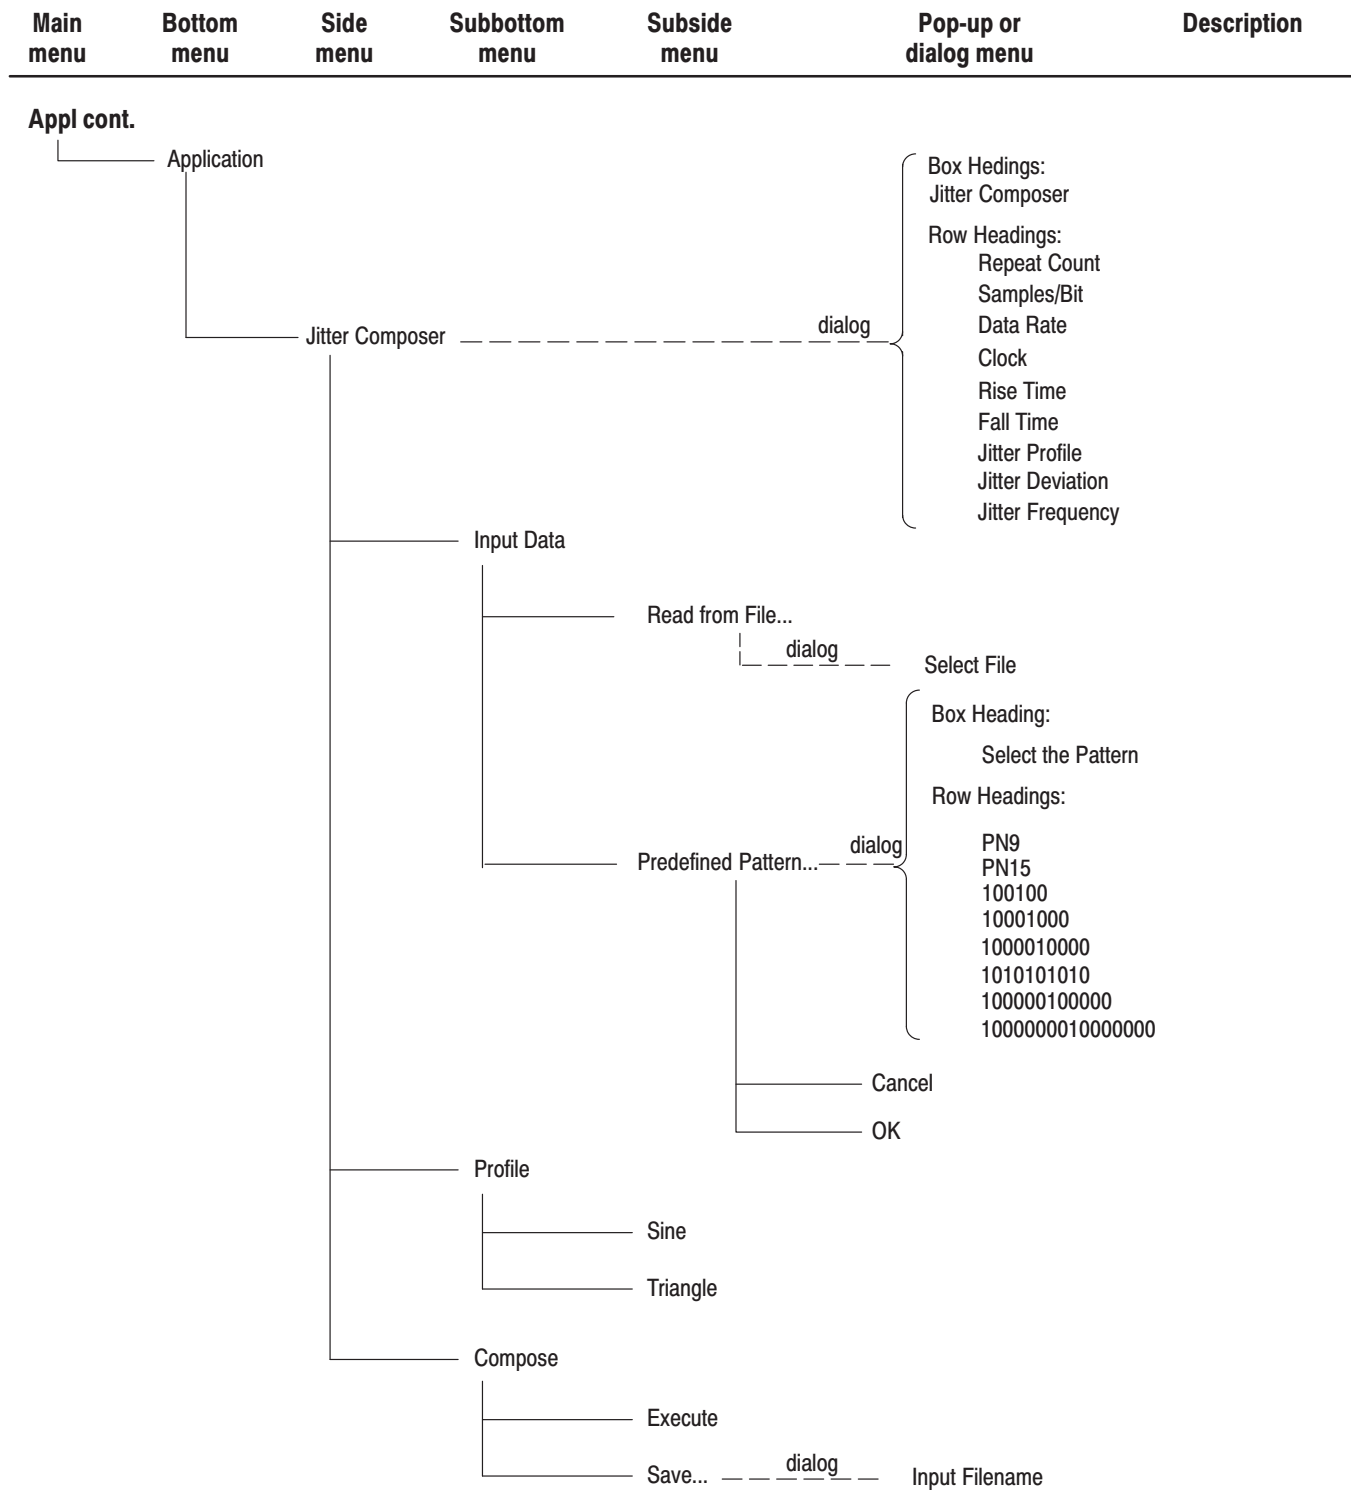 Main menu
Bottom menu
Side menu
Subbottom menu
Subside menu
Pop-up or dialog menu
Description
Appl cont.
Application
Box Hedings:
Jitter Composer
Row Headings:
Repeat Count
Samples/Bit
Data Rate
Clock
Rise Time
Fall Time
Jitter Profile
Jitter Deviation
Jitter Frequency
Jitter Composer
dialog
Input Data
Read from File...
dialog
Select File
Box Heading:
Select the Pattern
Row Headings:
PN9
PN15
100100
10001000
1000010000
1010101010
100000100000
1000000010000000
Predefined Pattern...
dialog
Cancel
OK
Profile
Sine
Triangle
Compose
Execute
Save...
dialog
Input Filename